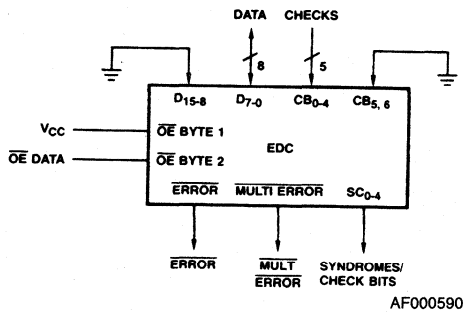 DATA CHECKS
8 5
D15-8 D7-0 CB0-4 CB5, 6
VCC OE BYTE 1
EDC
OE DATA OE BYTE 2
ERROR MULTI ERROR SC0-4
ERROR MULT SYNDROMES/
ERROR CHECK BITS
AF000590